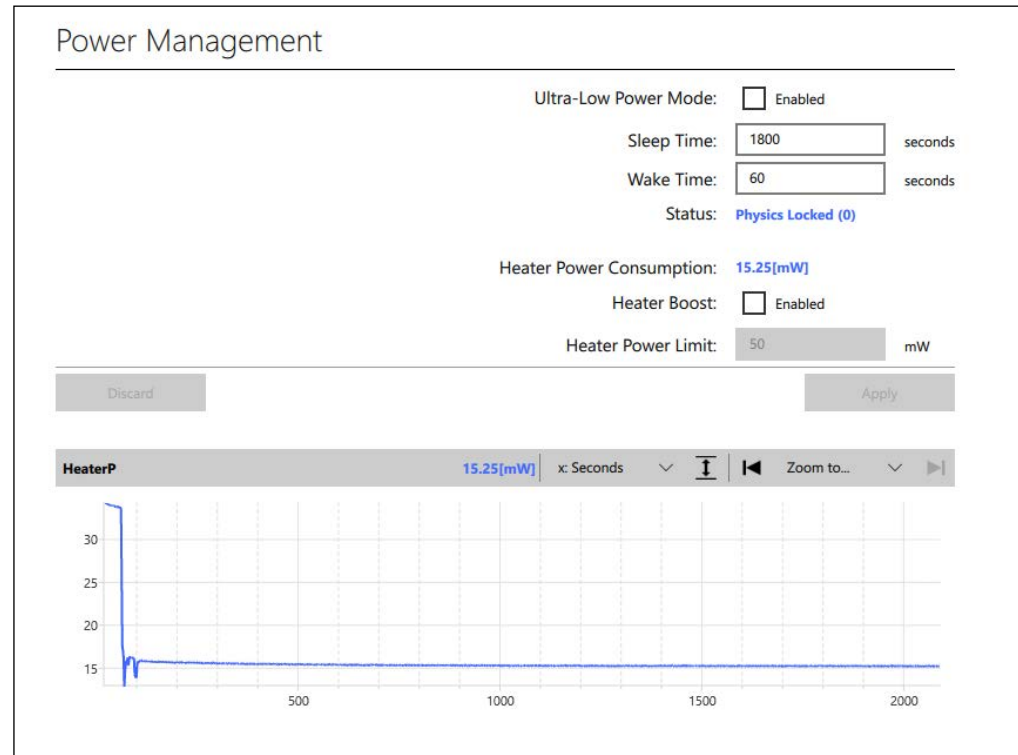 Power Management
Ultra-Low Power Mode: Enabled
Sleep Time: 1800 seconds
Wake Time: 60 seconds
Status: Physics Locked (0)
Heater Power Consumption: 15.25[mW]
Heater Boost: Enabled
Heater Power Limit: 50 mW
Discard Apply
HeaterP 15.25[mW] x: Seconds Zoom to...
30
25
20
15
500 1000 1500 2000